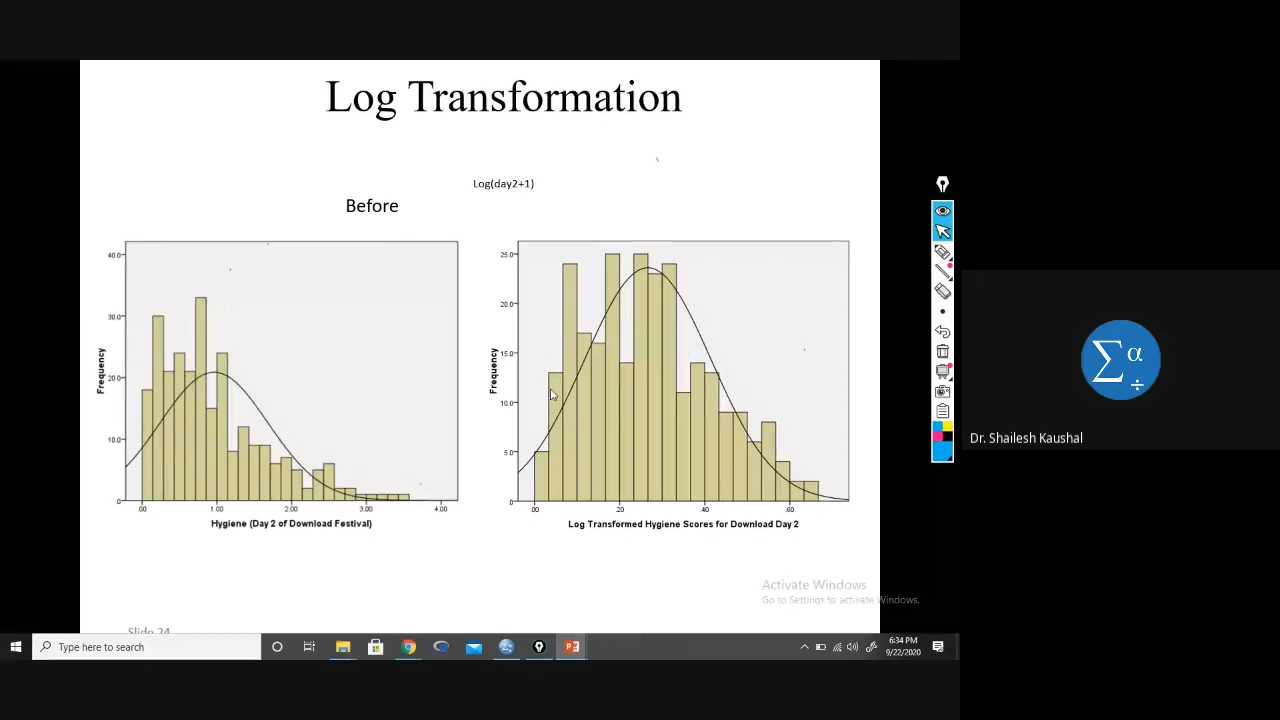 Log Transformation
Log(day2+1)
Before
40.0
30.0
20.0
10.0
0
Frequency
.00
1.00
2.00
3.00
4.00
Hygiene (Day 2 of Download Festival)
25.0
20.0
15.0
10.0
5.0
.0
Frequency
.00
.20
.40
.60
Log Transformed Hygiene Scores for Download Day 2
Σ α ÷
Dr. Shailesh Kaushal
Activate Windows
Go to Settings to activate Windows.
Slide 24
Type here to search
6:34 PM
9/22/2020